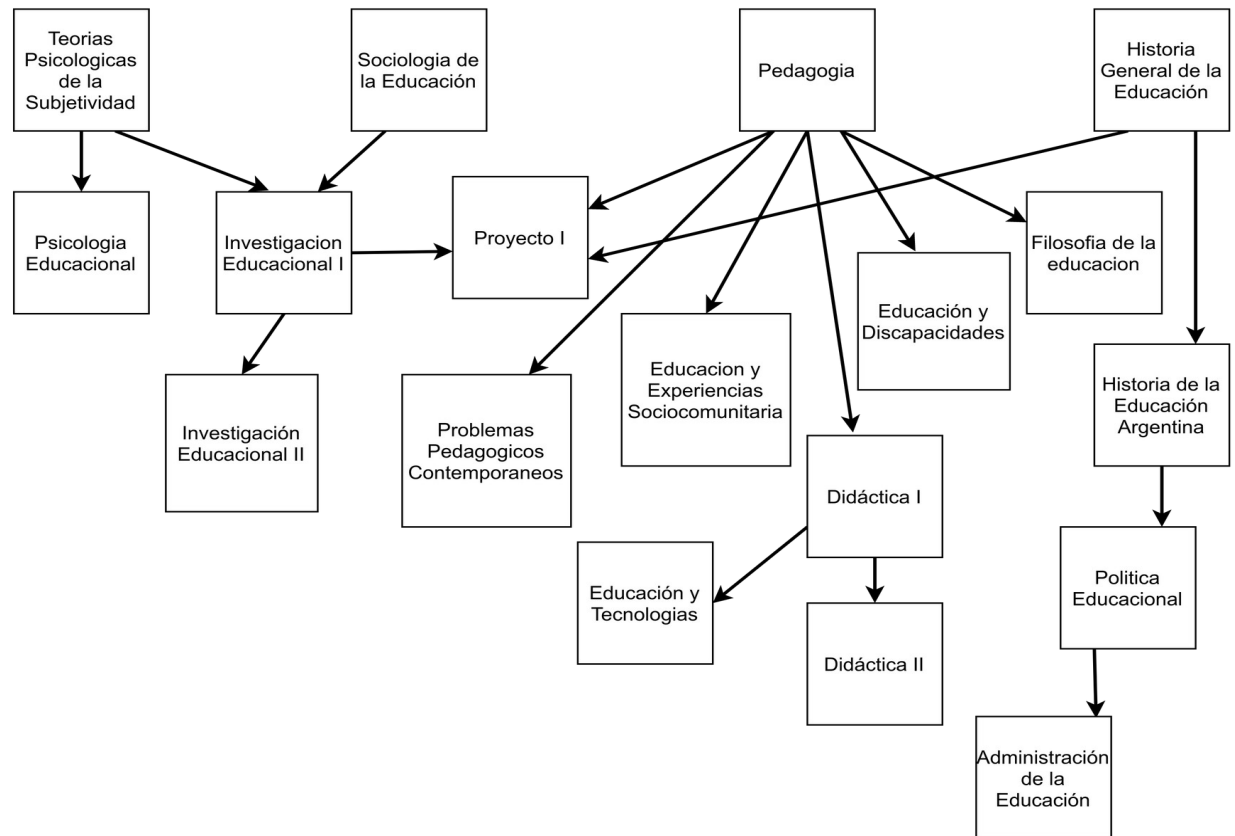 Teorias
Psicologicas
de la
Subjetividad
Sociologia de
la Educación
Pedagogia
Historia
General de la
Educación
Psicologia
Educacional
Investigacion
Educacional I
Proyecto I
Filosofia de la
educacion
Educación y
Discapacidades
Educacion y
Experiencias
Sociocomunitaria
Historia de la
Educación
Argentina
Investigación
Educacional II
Problemas
Pedagogicos
Contemporaneos
Didáctica I
Educación y
Tecnologias
Politica
Educacional
Didáctica II
Administración
de la
Educación